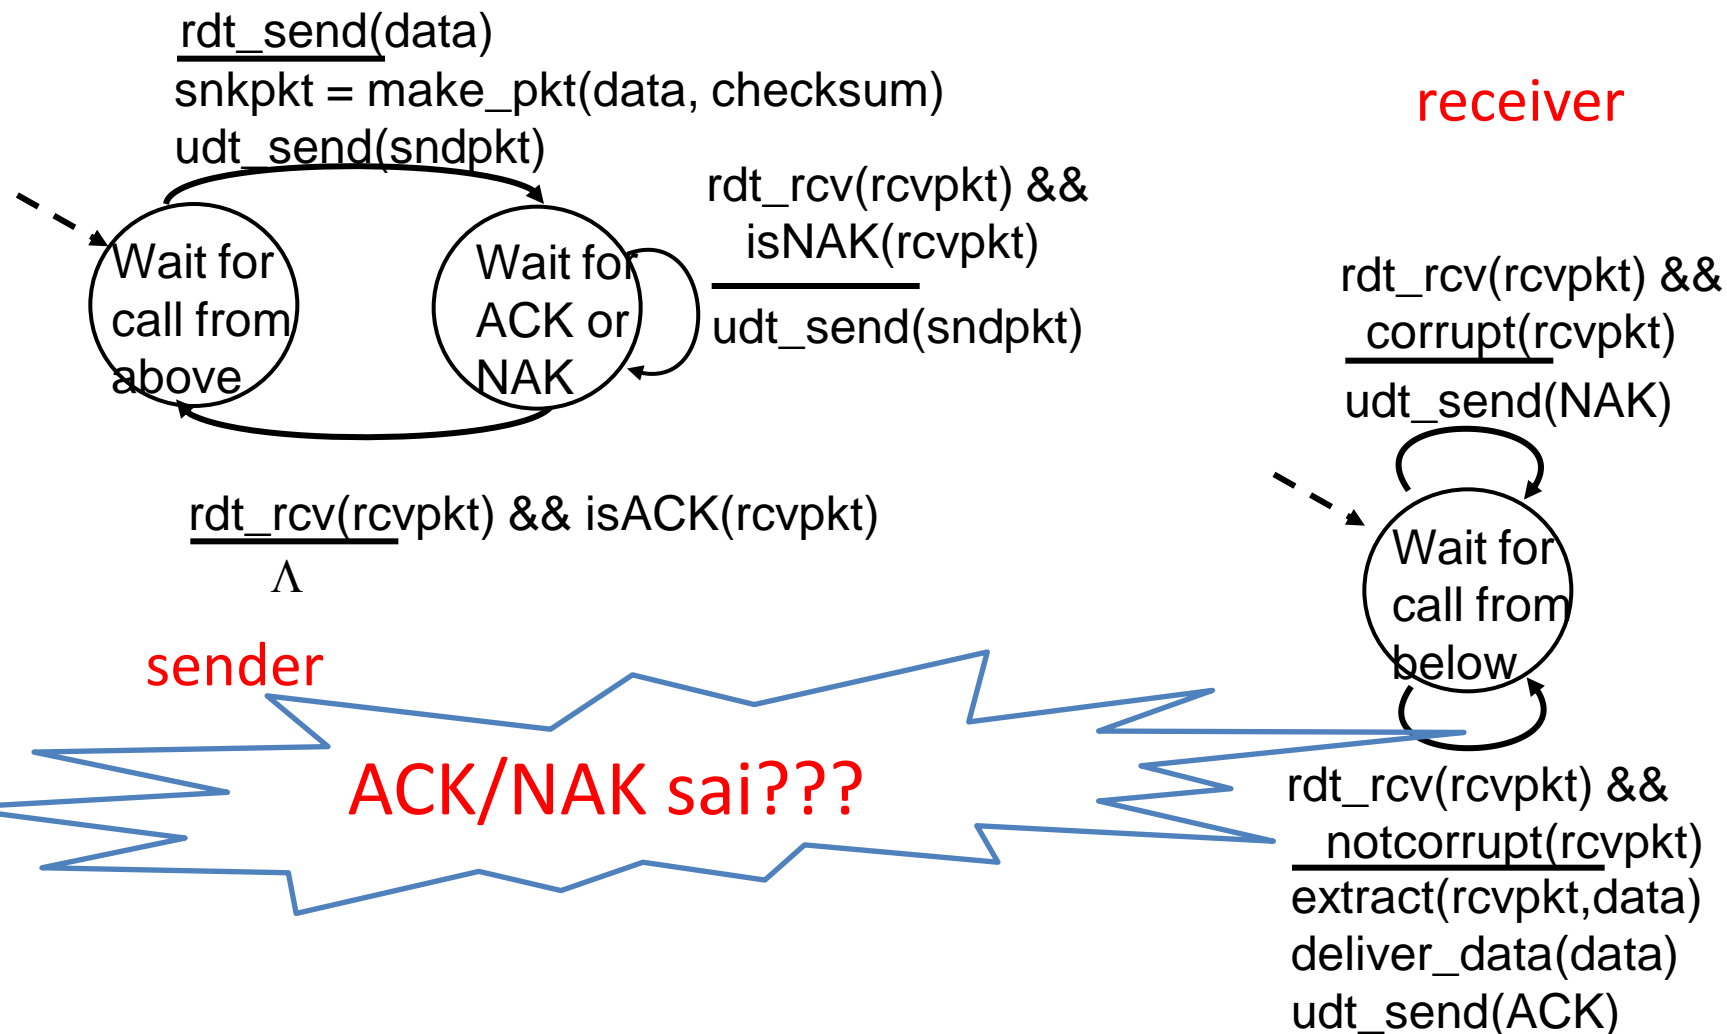 rdt_send(data)
snkpkt = make_pkt(data, checksum)
udt_send(sndpkt)
receiver
rdt_rcv(rcvpkt) &&
isNAK(rcvpkt)
udt_send(sndpkt)
Wait for
call from
above
Wait for
ACK or
NAK
rdt_rcv(rcvpkt) &&
corrupt(rcvpkt)
udt_send(NAK)
rdt_rcv(rcvpkt) && isACK(rcvpkt)
Λ
Wait for
call from
below
sender
ACK/NAK sai???
rdt_rcv(rcvpkt) &&
notcorrupt(rcvpkt)
extract(rcvpkt,data)
deliver_data(data)
udt_send(ACK)